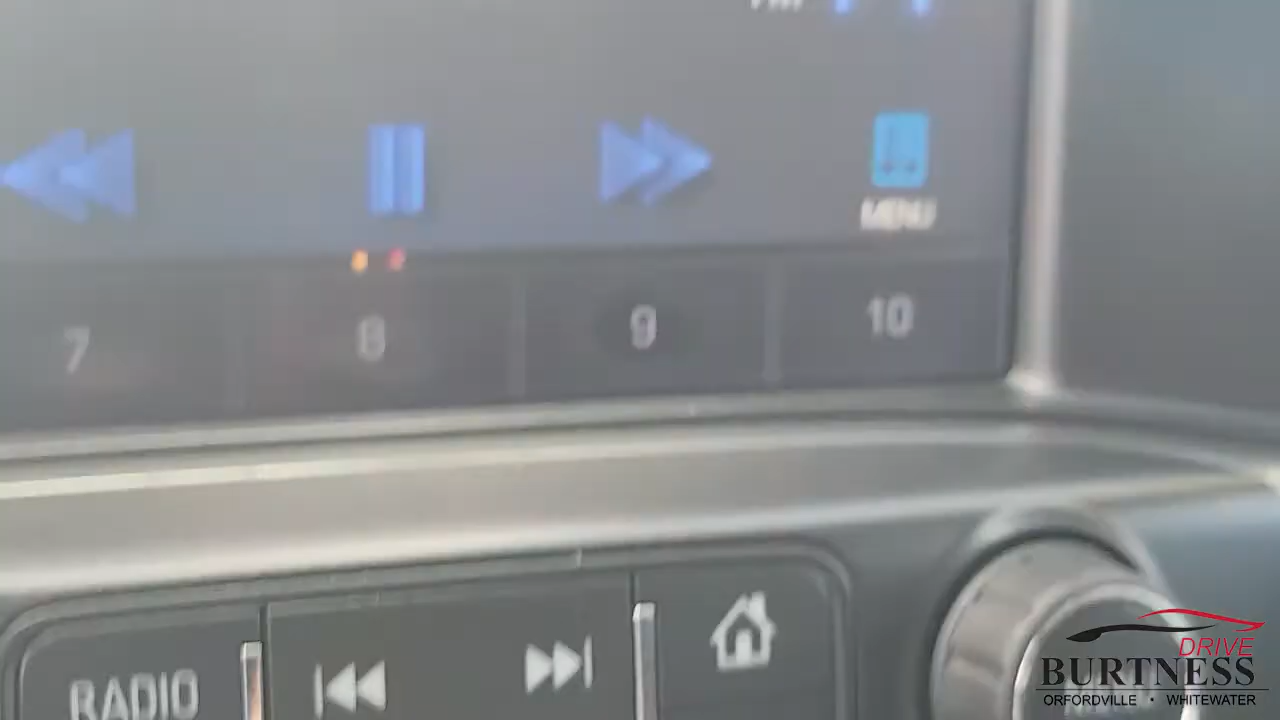 MENU
7 8 9 10
RADIO
DRIVE
BURTNESS
ORFORDVILLE • WHITEWATER